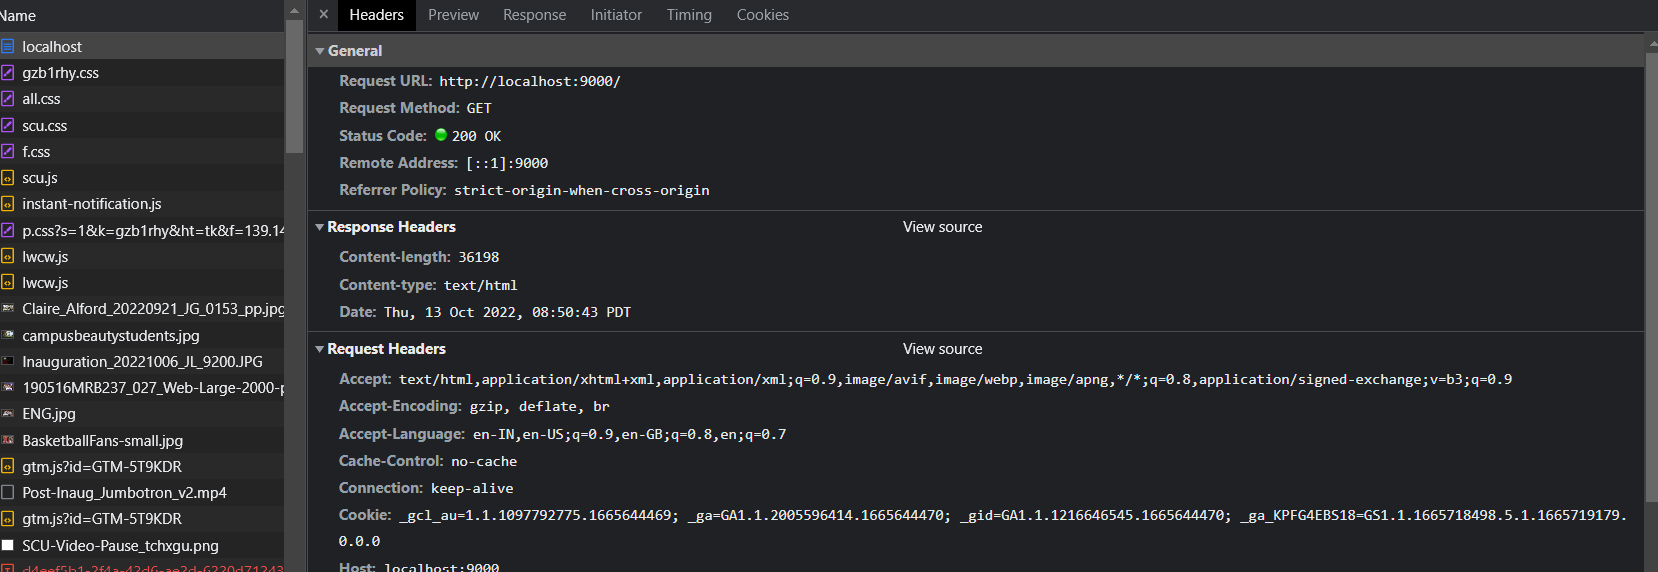 Name
localhost
gzb1rhy.css
all.css
scu.css
f.css
scu.js
instant-notification.js
p.css?s=1&k=gzb1rhy&ht=tk&f=139.14
lwcw.js
lwcw.js
Claire_Alford_20220921_JG_0153_pp.jpg
campusbeautystudents.jpg
Inauguration_20221006_JL_9200.JPG
190516MRB237_027_Web-Large-2000-p
ENG.jpg
BasketballFans-small.jpg
gtm.js?id=GTM-5T9KDR
Post-Inaug_Jumbotron_v2.mp4
gtm.js?id=GTM-5T9KDR
SCU-Video-Pause_tchxgu.png
× Headers Preview Response Initiator Timing Cookies
General
Request URL: http://localhost:9000/
Request Method: GET
Status Code: 200 OK
Remote Address: [::1]:9000
Referrer Policy: strict-origin-when-cross-origin
Response Headers View source
Content-length: 36198
Content-type: text/html
Date: Thu, 13 Oct 2022, 08:50:43 PDT
Request Headers View source
Accept: text/html,application/xhtml+xml,application/xml;q=0.9,image/avif,image/webp,image/apng,*/*;q=0.8,application/signed-exchange;v=b3;q=0.9
Accept-Encoding: gzip, deflate, br
Accept-Language: en-IN,en-US;q=0.9,en-GB;q=0.8,en;q=0.7
Cache-Control: no-cache
Connection: keep-alive
Cookie: _gcl_au=1.1.1097792775.1665644469; _ga=GA1.1.2005596414.1665644470; _gid=GA1.1.1216646545.1665644470; _ga_KPFG4EBS18=GS1.1.1665718498.5.1.1665719179.
0.0.0
Host: localhost:9000